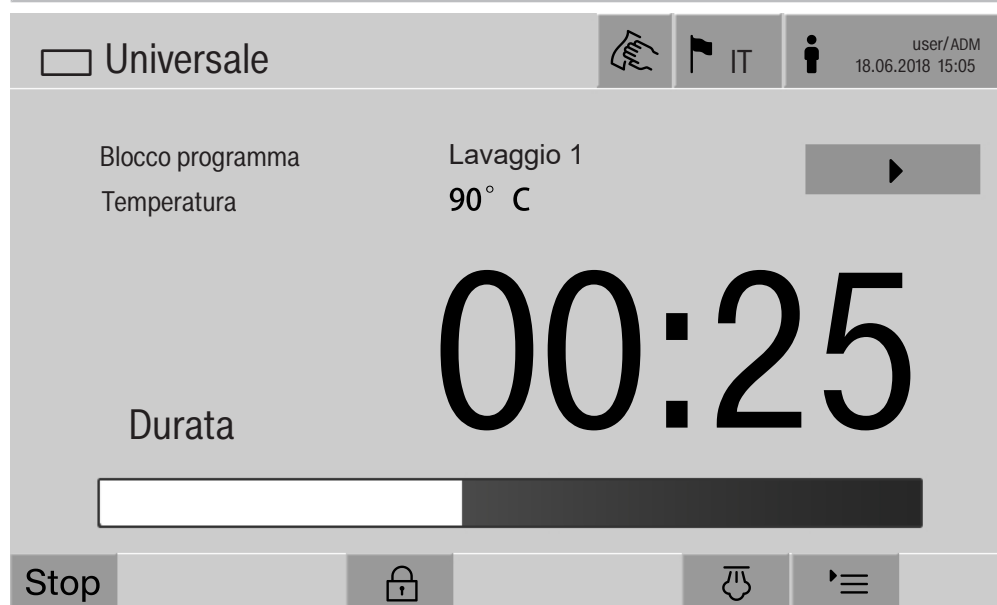 Universale
IT
user/ADM
18.06.2018 15:05
Blocco programma
Lavaggio 1
Temperatura
90° C
00:25
Durata
Stop